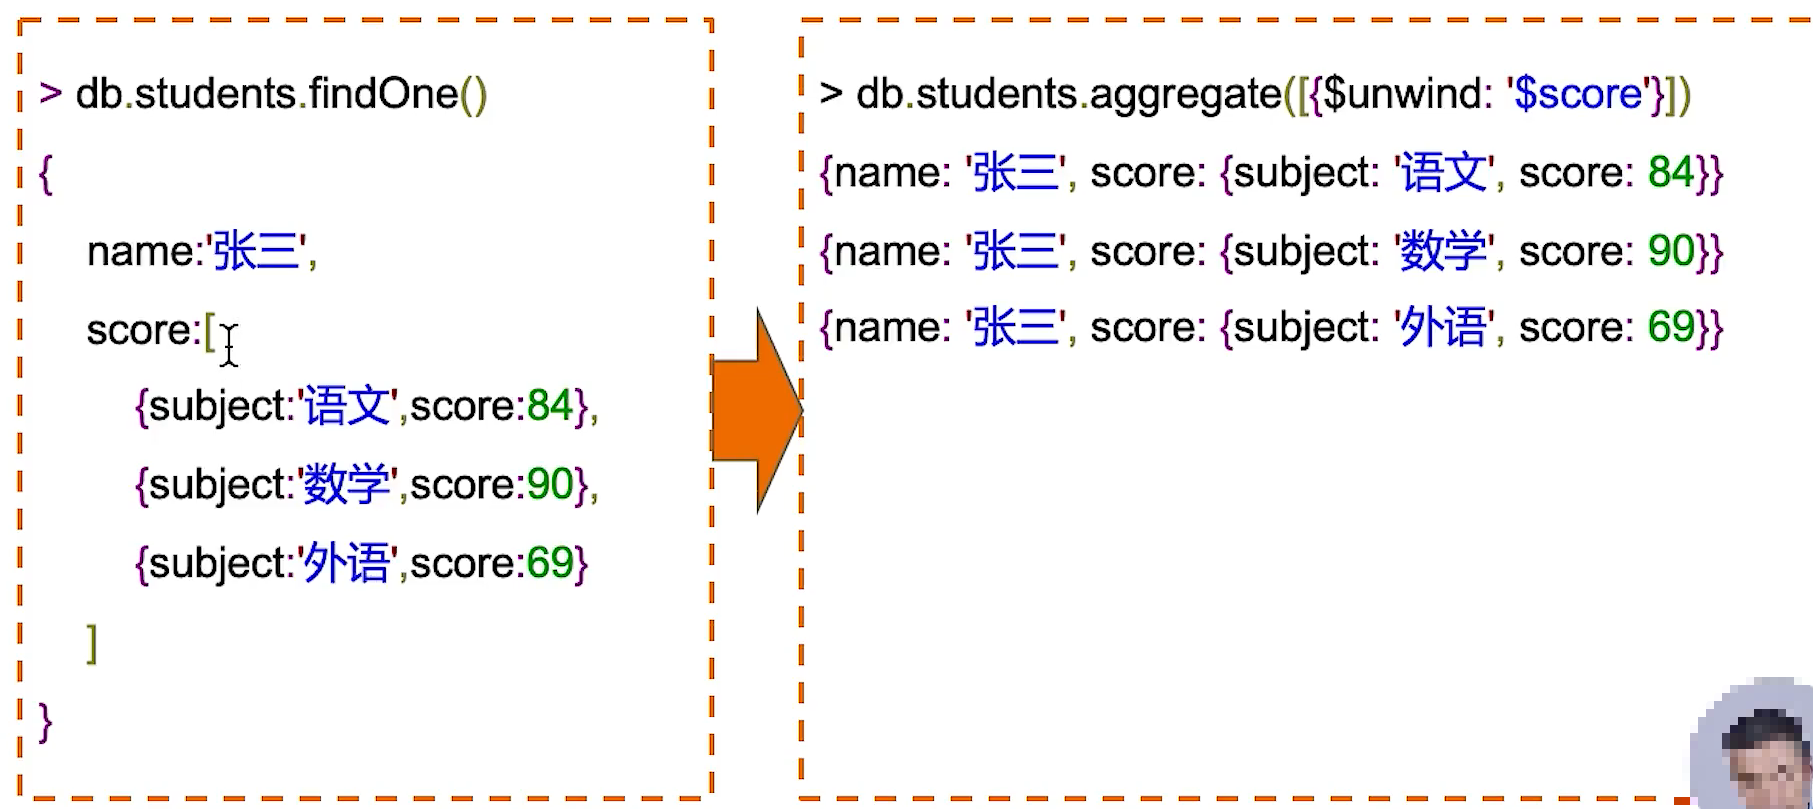 > db.students.findOne()
{
name:'张三',
score:[
{subject:'语文',score:84},
{subject:'数学',score:90},
{subject:'外语',score:69}
]
}
> db.students.aggregate([{$unwind: '$score'}])
{name: '张三', score: {subject: '语文', score: 84}}
{name: '张三', score: {subject: '数学', score: 90}}
{name: '张三', score: {subject: '外语', score: 69}}